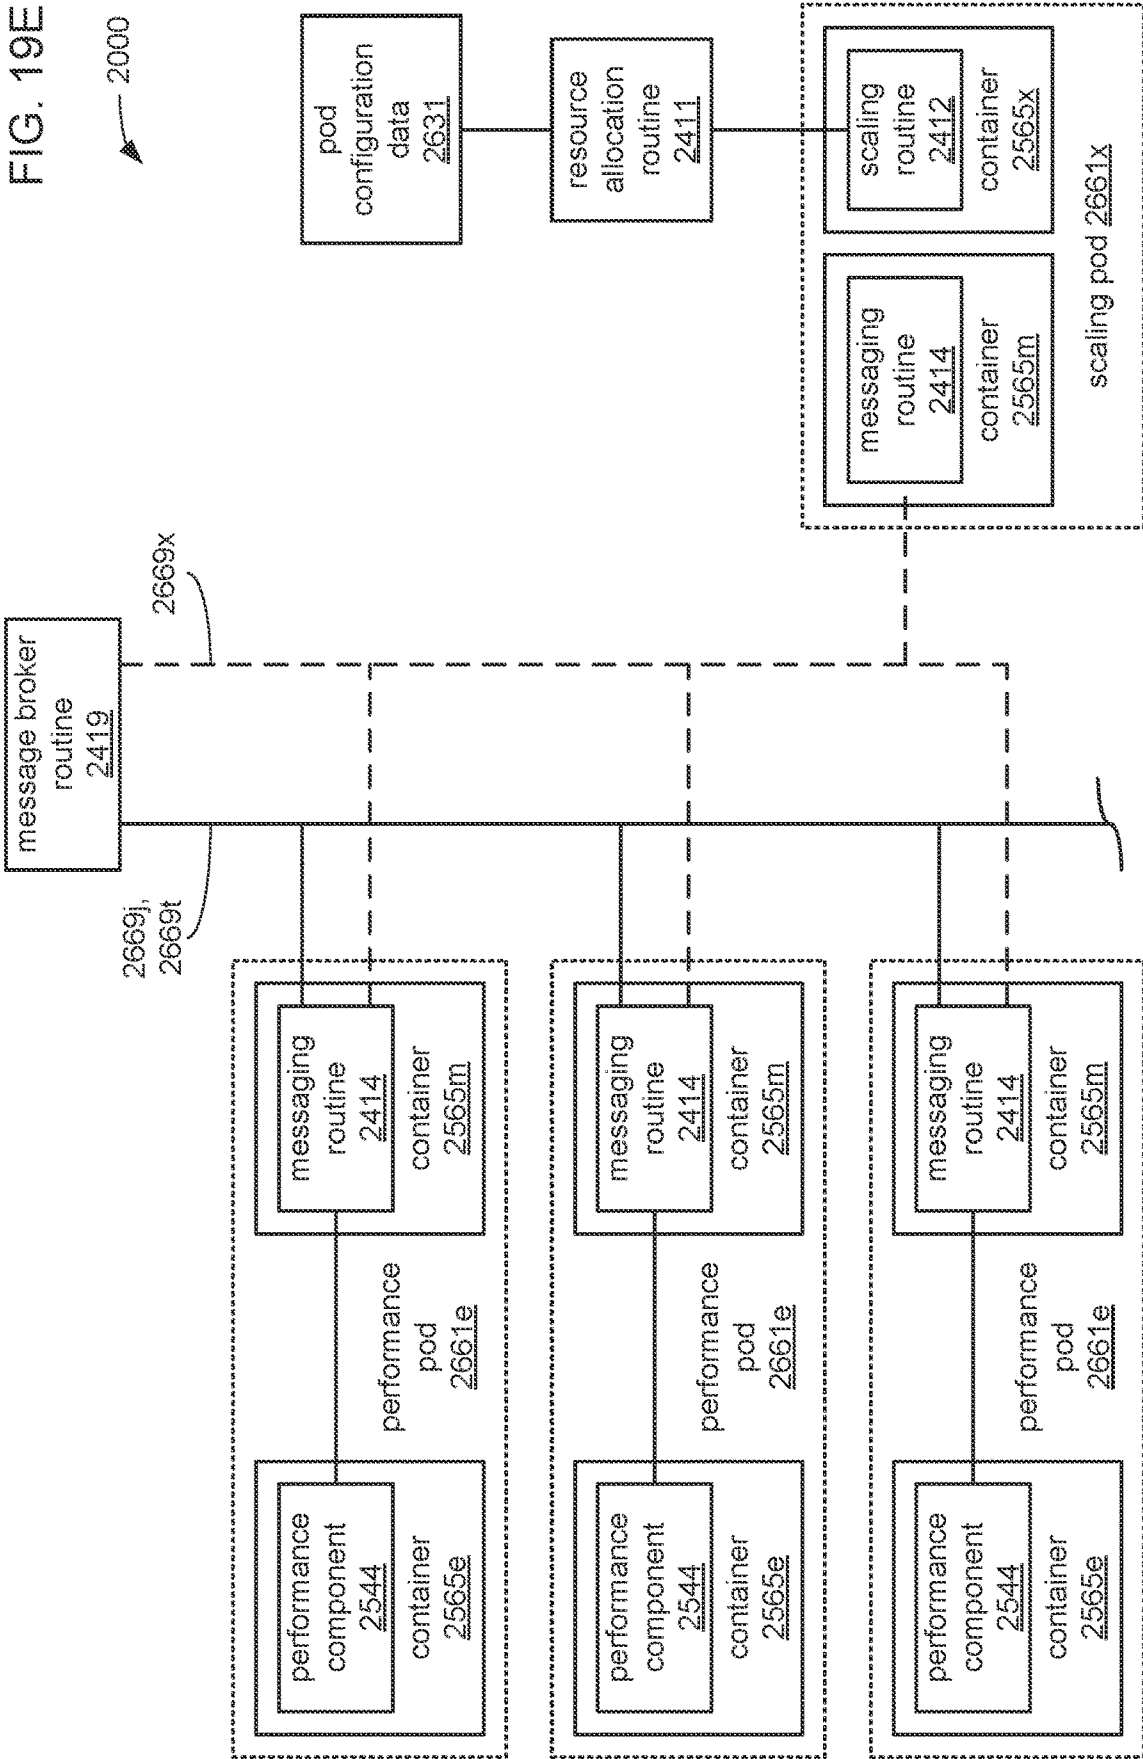 FIG. 19E
2000
message broker
routine
2419
2669j,
2669t
2669x
performance
component
2544
container
2565e
performance
pod
2661e
messaging
routine
2414
container
2565m
performance
component
2544
container
2565e
performance
pod
2661e
messaging
routine
2414
container
2565m
performance
component
2544
container
2565e
performance
pod
2661e
messaging
routine
2414
container
2565m
pod
configuration
data
2631
resource
allocation
routine
2411
messaging
routine
2414
container
2565m
scaling
routine
2412
container
2565x
scaling pod 2661x